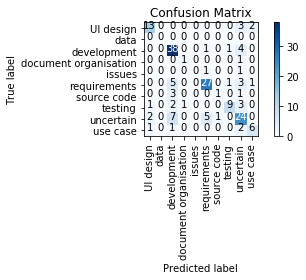 Confusion Matrix
True label
UI design 13 0 0 0 0 0 0 0 3 2
data 0 0 0 0 0 0 0 0 0 0
development 0 0 38 0 0 1 0 1 4 0
document organisation 0 0 0 1 0 0 0 0 0 0
issues 0 0 0 0 0 1 0 0 0 0
requirements 0 0 5 0 0 27 0 1 3 1
source code 0 0 3 0 0 0 1 1 0 0
testing 1 0 2 1 0 0 0 3 0
uncertain 2 0 7 0 0 5 1 0 24 0
use case 1 0 1 0 0 0 0 0 2 6
30
20
10
0
UI design
data
development
document organisation
issues
requirements
source code
testing
uncertain
use case
Predicted label